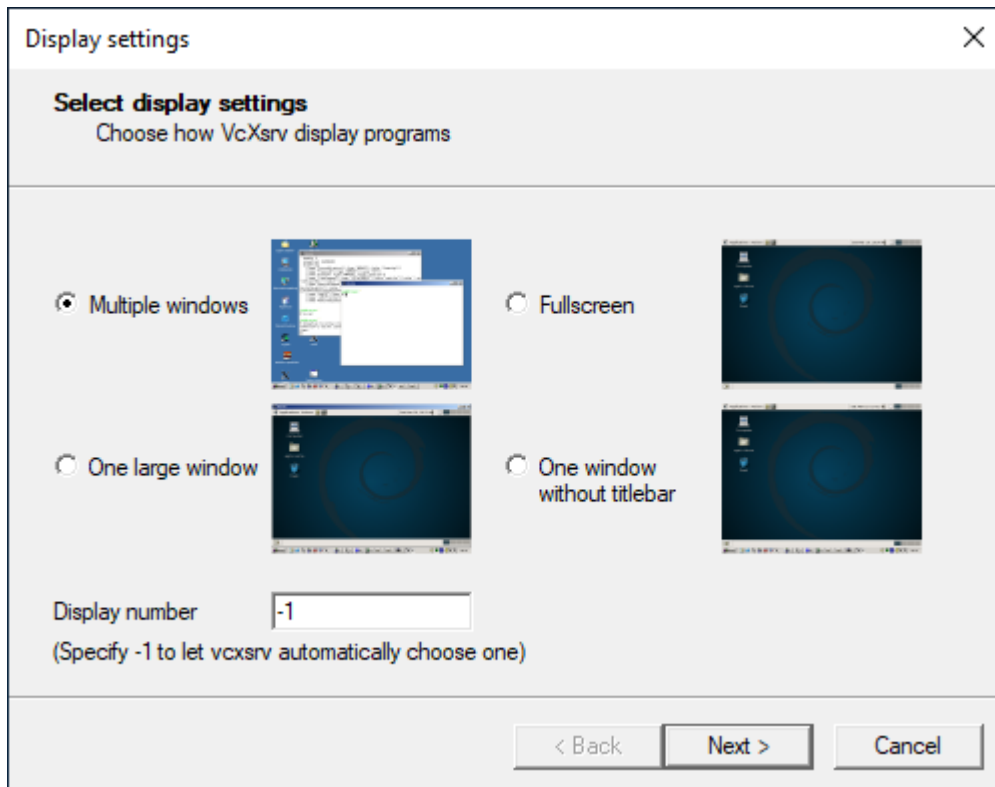 Display settings
Select display settings
Choose how VcXsrv display programs
Multiple windows
Fullscreen
One large window
One window
without titlebar
Display number
-1
(Specify -1 to let vcxsrv automatically choose one)
< Back
Next >
Cancel